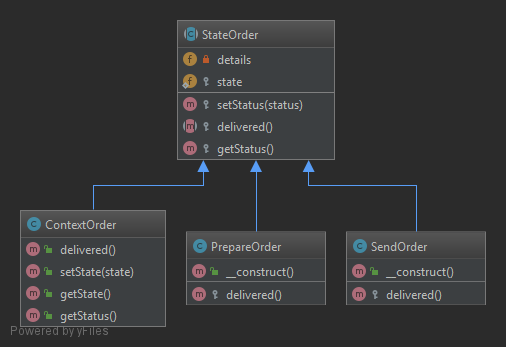 StateOrder
details
state
setStatus(status)
delivered()
getStatus()
ContextOrder
delivered()
setState(state)
getState()
getStatus()
PrepareOrder
__construct()
delivered()
SendOrder
__construct()
delivered()
Powered by yFiles